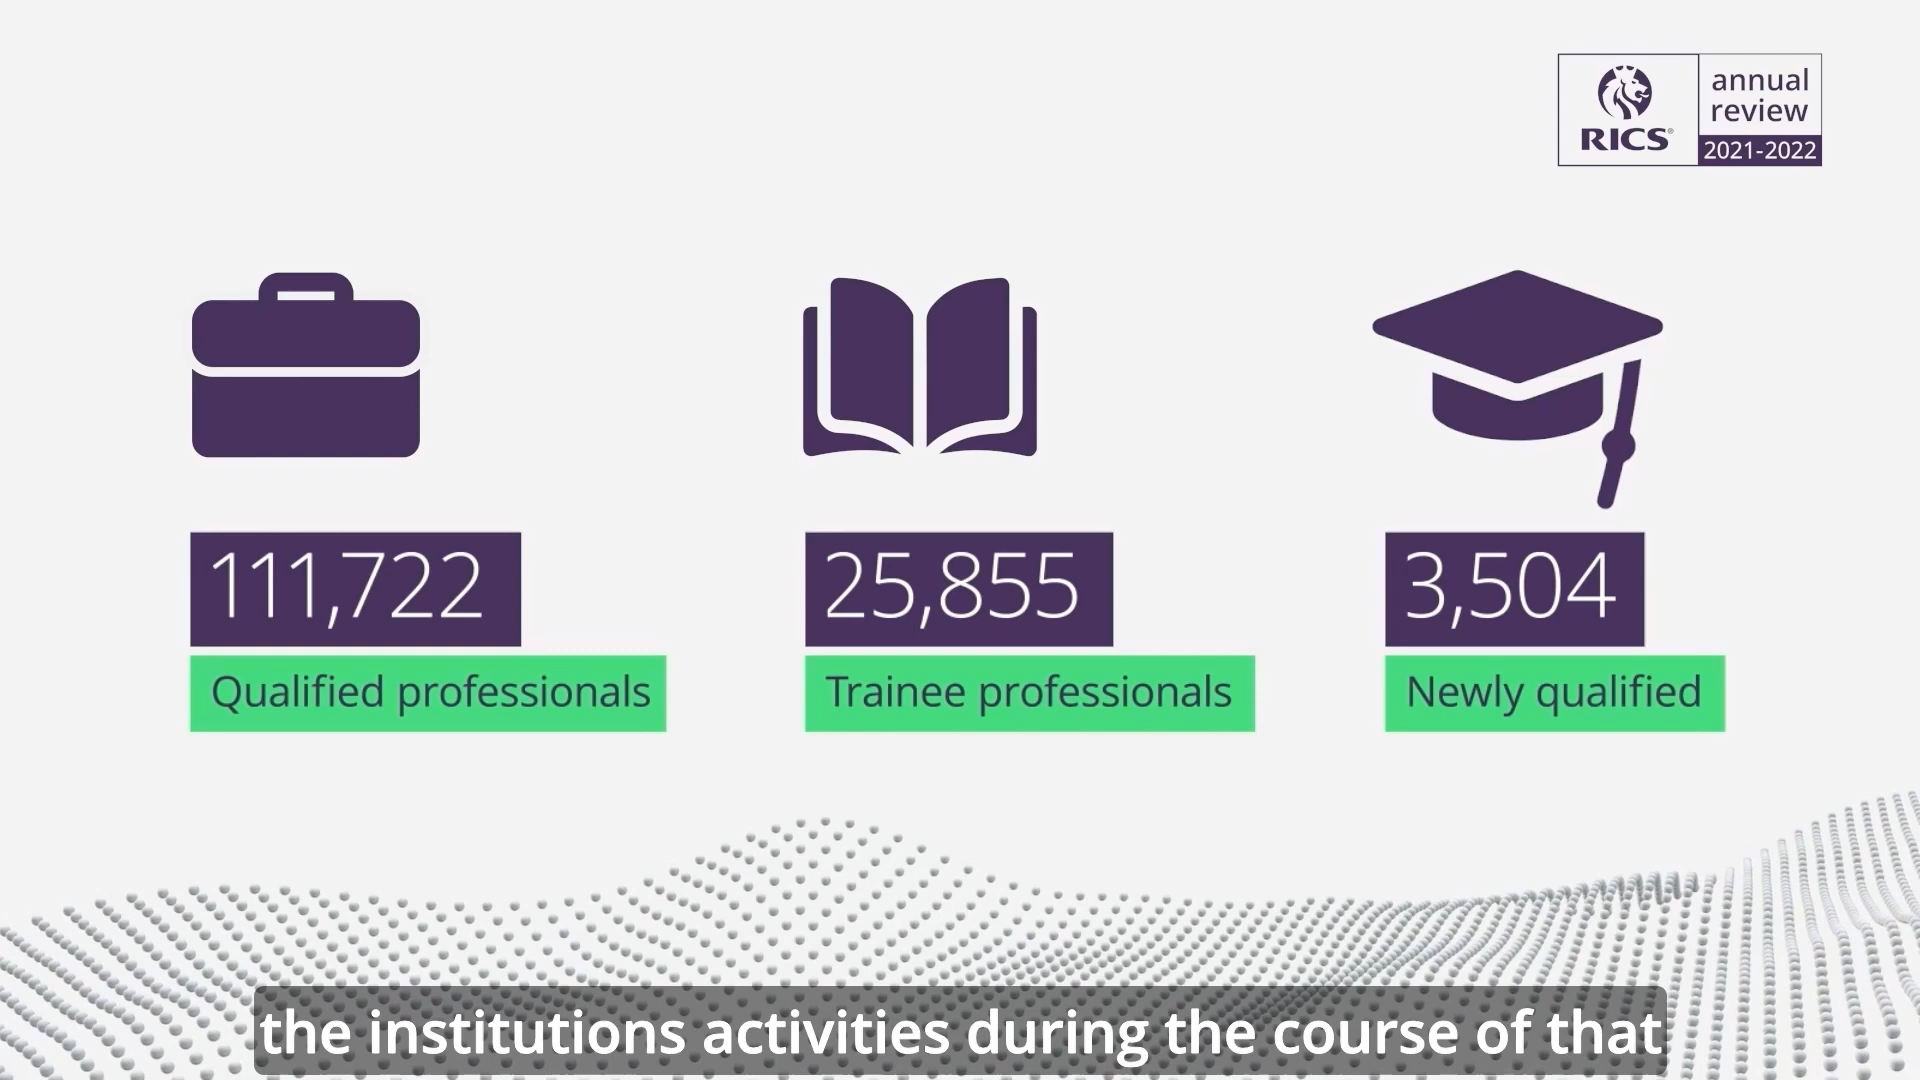 RICS®
annual
review
2021-2022
111,722
Qualified professionals
25,855
Trainee professionals
3,504
Newly qualified
the institutions activities during the course of that